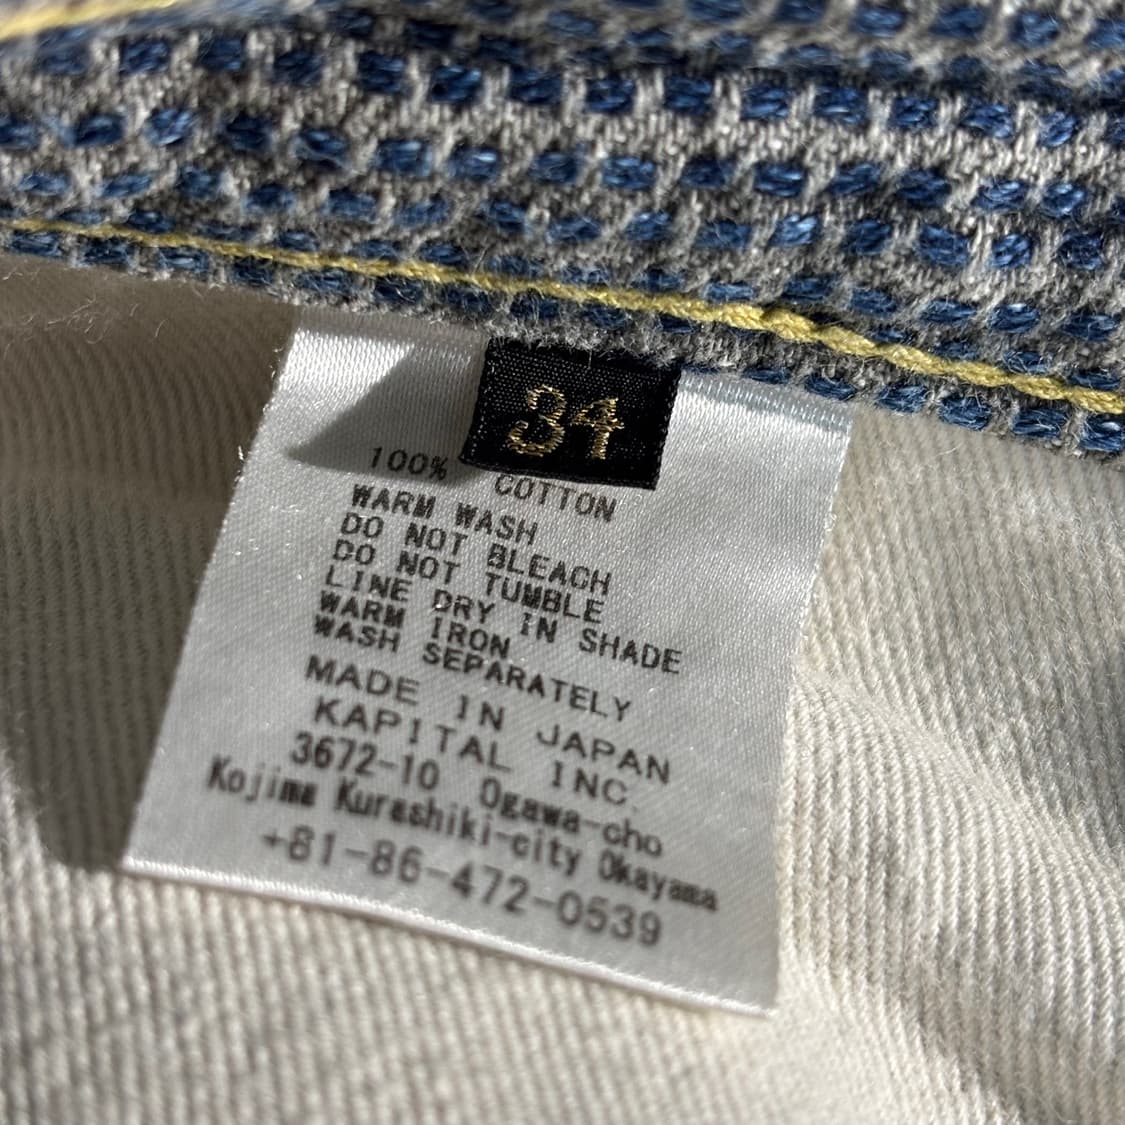 34
100% COTTON
WARM WASH
DO NOT BLEACH
DO NOT TUMBLE
LINE DRY IN SHADE
WARM IRON
WASH SEPARATELY
MADE IN JAPAN
KAPITAL INC.
3672-10 Ogawa-cho
Kojima Kurashiki-city Okayama
+81-86-472-0539